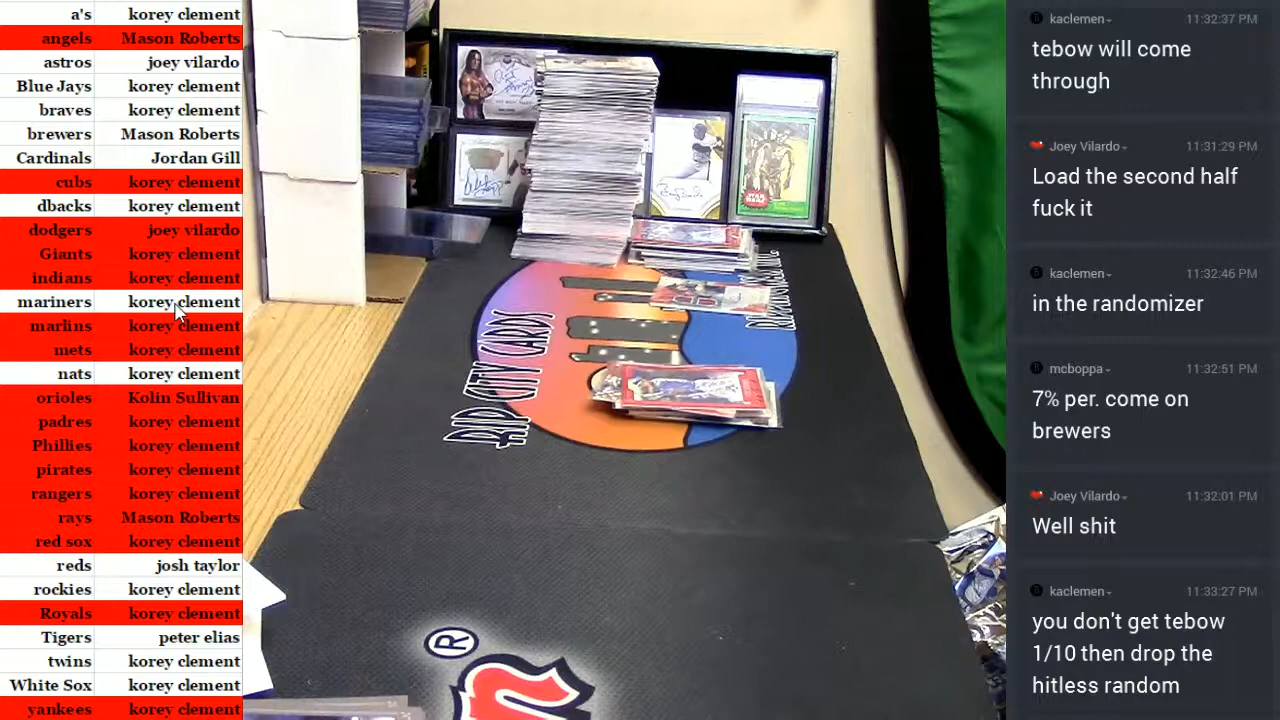 a's korey clement
angels Mason Roberts
astros joey vilardo
Blue Jays korey clement
braves korey clement
brewers Mason Roberts
Cardinals Jordan Gill
cubs korey clement
dbacks korey clement
dodgers joey vilardo
Giants korey clement
indians korey clement
mariners korey clement
marlins korey clement
mets korey clement
nats korey clement
orioles Kolin Sullivan
padres korey clement
Phillies korey clement
pirates korey clement
rangers korey clement
rays Mason Roberts
red sox korey clement
reds josh taylor
rockies korey clement
Royals korey clement
Tigers peter elias
twins korey clement
White Sox korey clement
yankees korey clement
RIP CITY CARDS
®
kaclemen 11:32:37 PM
tebow will come
through
Joey Vilardo 11:31:29 PM
Load the second half
fuck it
kaclemen 11:32:46 PM
in the randomizer
mcboppa 11:32:51 PM
7% per. come on
brewers
Joey Vilardo 11:32:01 PM
Well shit
kaclemen 11:33:27 PM
you don't get tebow
1/10 then drop the
hitless random